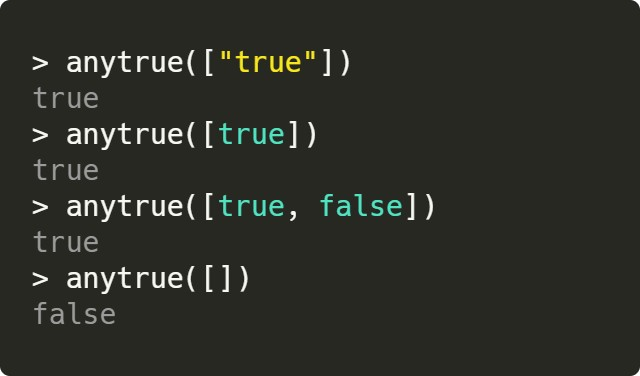 > anytrue(["true"])
true
> anytrue([true])
true
> anytrue([true, false])
true
> anytrue([])
false